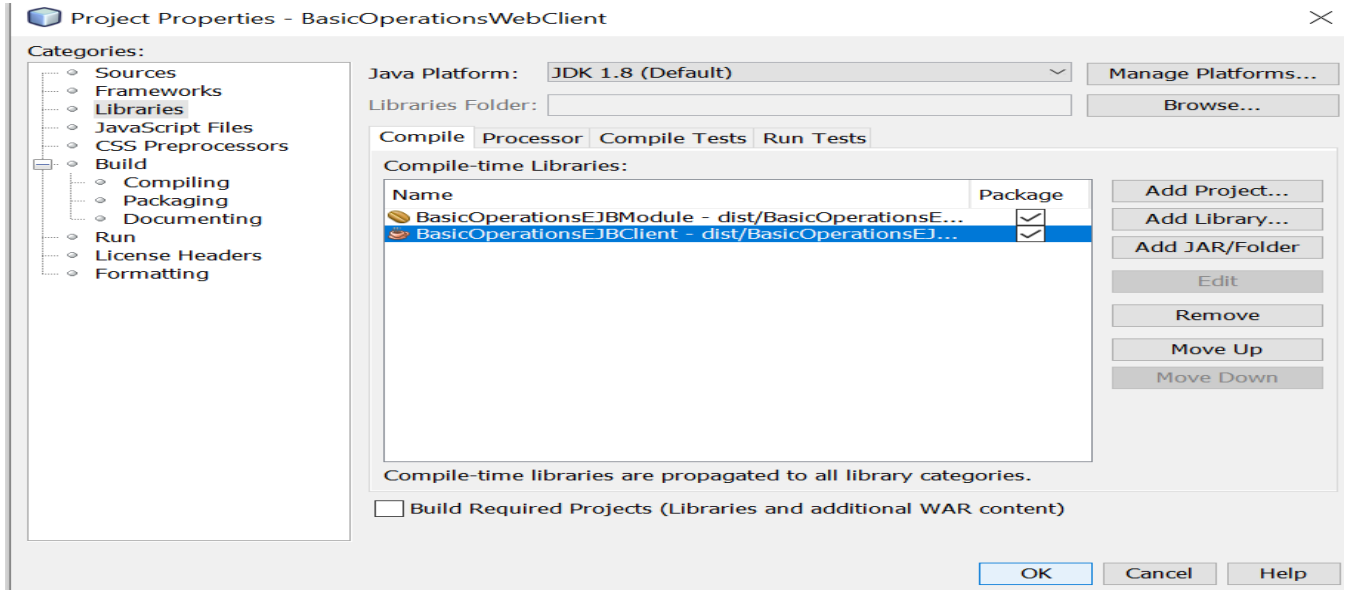 Project Properties - BasicOperationsWebClient
Categories:
Sources
Frameworks
Libraries
JavaScript Files
CSS Preprocessors
Build
Compiling
Packaging
Documenting
Run
License Headers
Formatting
Java Platform: JDK 1.8 (Default) Manage Platforms...
Libraries Folder: Browse...
Compile Processor Compile Tests Run Tests
Compile-time Libraries:
Name Package
BasicOperationsEJBModule - dist/BasicOperationsE...
BasicOperationsEJBClient - dist/BasicOperationsEJ...
Add Project...
Add Library...
Add JAR/Folder
Edit
Remove
Move Up
Move Down
Compile-time libraries are propagated to all library categories.
Build Required Projects (Libraries and additional WAR content)
OK Cancel Help